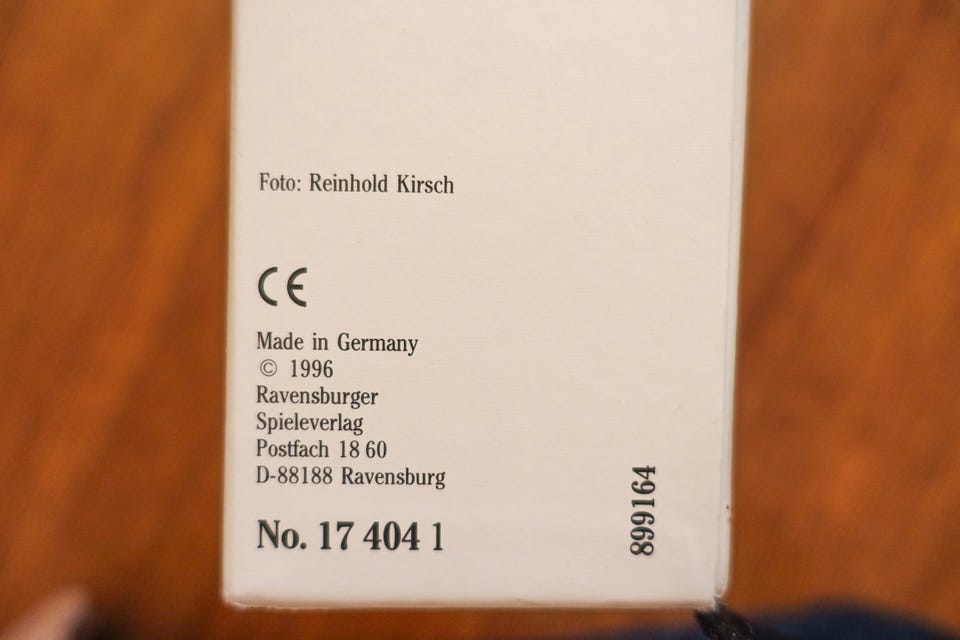 Foto: Reinhold Kirsch
CE
Made in Germany
© 1996
Ravensburger
Spieleverlag
Postfach 18 60
D-88188 Ravensburg
No. 17 404 1
899164